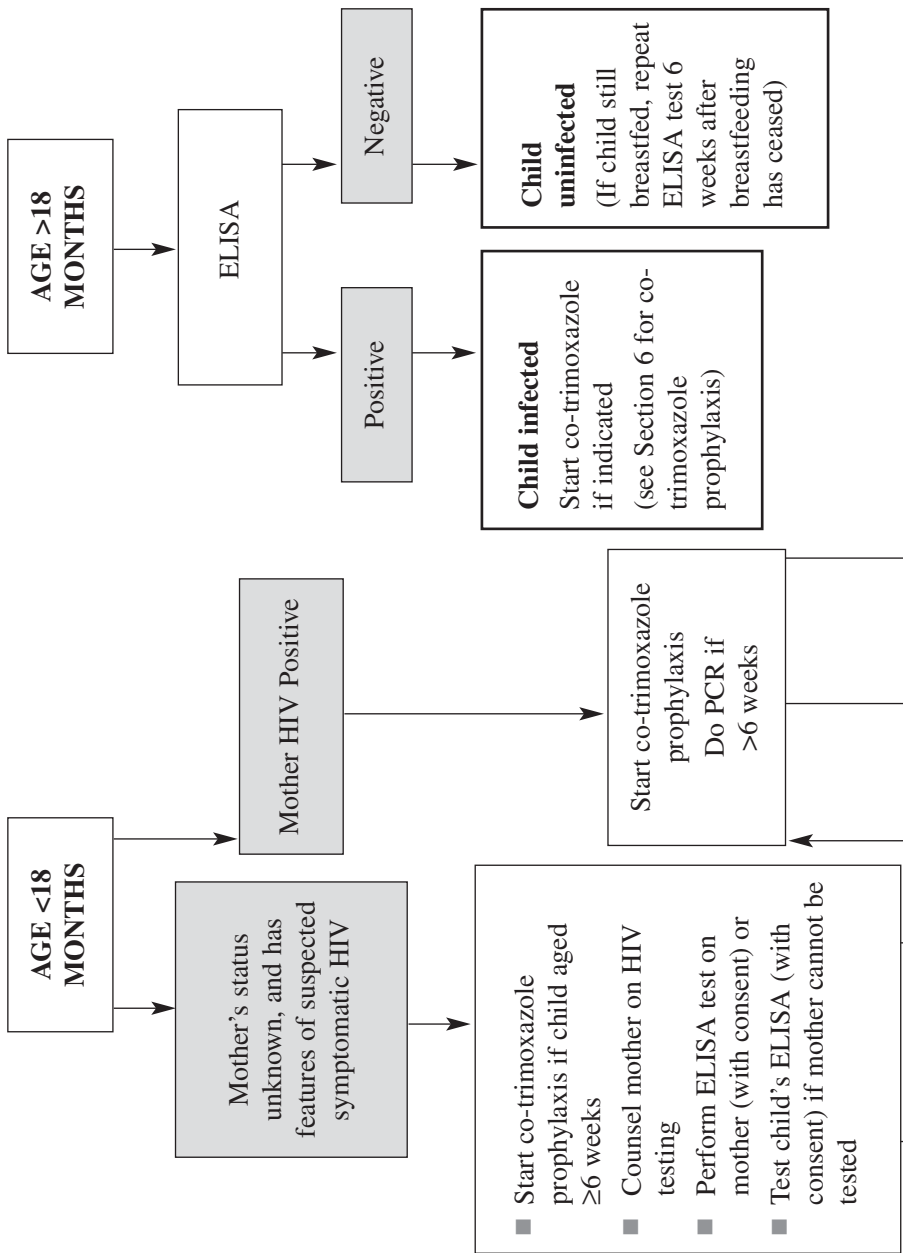 AGE <18
MONTHS
Mother’s status
unknown, and has
features of suspected
symptomatic HIV
Mother HIV Positive
■ Start co-trimoxazole
prophylaxis if child aged
≥6 weeks
■ Counsel mother on HIV
testing
■ Perform ELISA test on
mother (with consent) or
■ Test child’s ELISA (with
consent) if mother cannot be
tested
Start co-trimoxazole
prophylaxis
Do PCR if
>6 weeks
AGE >18
MONTHS
ELISA
Positive
Negative
Child infected
Start co-trimoxazole
if indicated
(see Section 6 for co-
trimoxazole
prophylaxis)
Child
uninfected
(If child still
breastfed, repeat
ELISA test 6
weeks after
breastfeeding
has ceased)